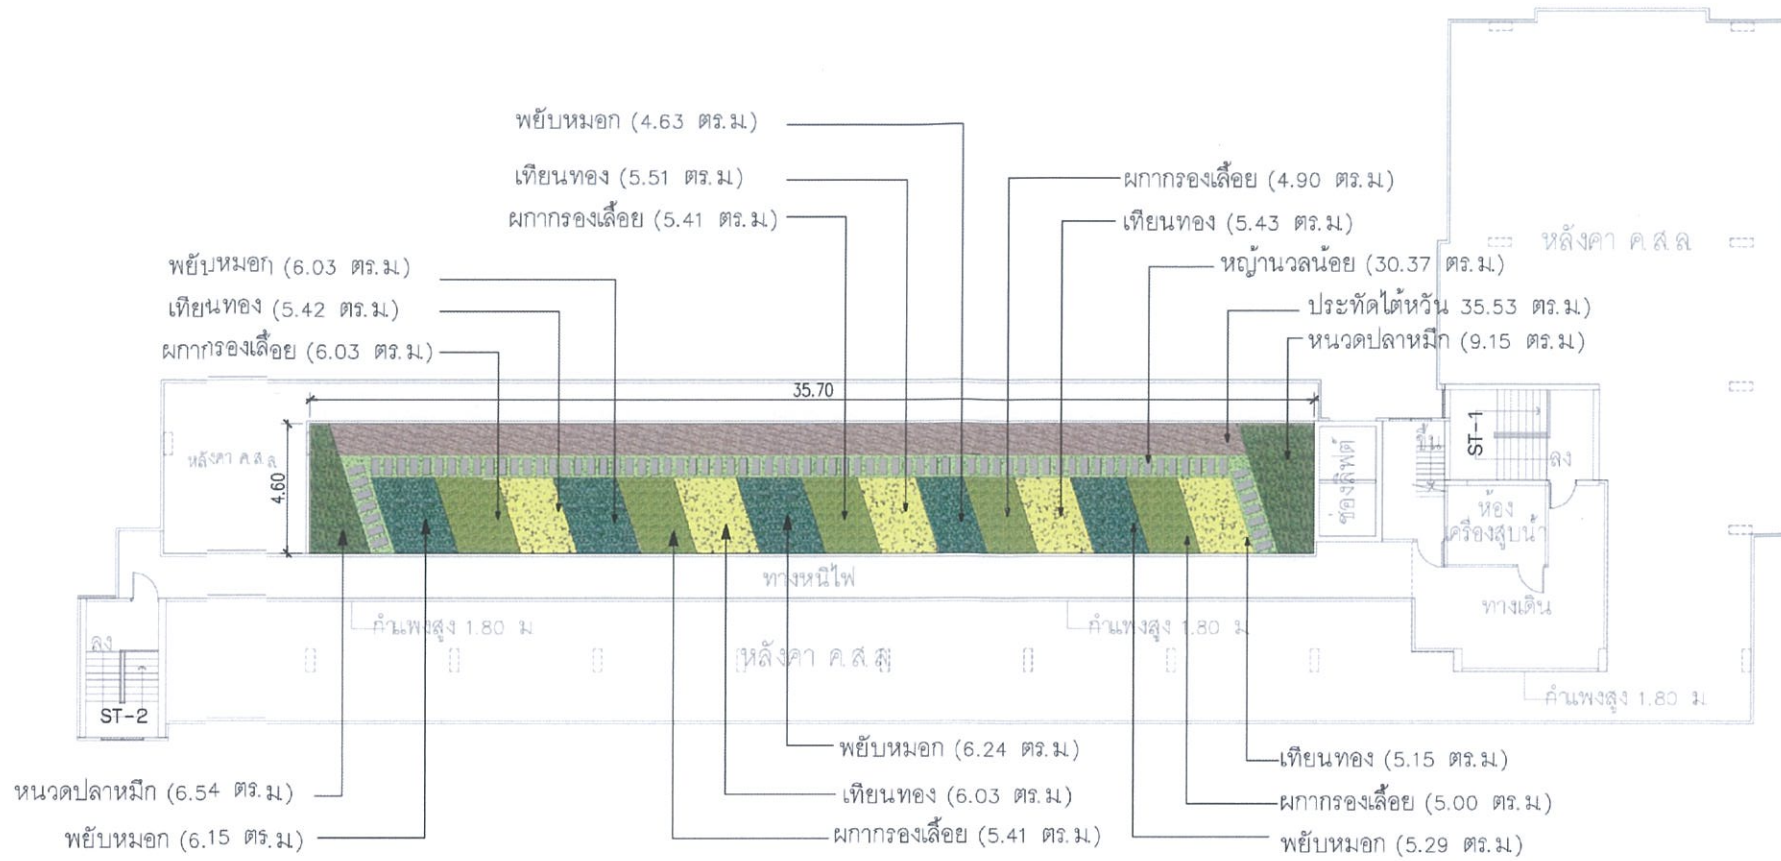 พยับหมอก (4.63 ตร.ม.)
เทียนทอง (5.51 ตร.ม.)
ผกากรองเลื้อย (5.41 ตร.ม.)
ผกากรองเลื้อย (4.90 ตร.ม)
เทียนทอง (5.43 ตร.ม.)
หญ้านวลน้อย (30.37 ตร.ม.)
ประทัดไต้หวัน 35.53 ตร.ม.)
หนวดปลาหมึก (9.15 ตร.ม.)
พยับหมอก (6.03 ตร.ม.)
เทียนทอง (5.42 ตร.ม.)
ผกากรองเลื้อย (6.03 ตร.ม.)
หลังคา ค.ส.ล
35.70
4.60
หลังคา ค.ส.ล
ช่องลิฟต์
ขึ้น
ST-1
ลง
ห้อง
เครื่องสูบน้ำ
ทางหนีไฟ
ทางเดิน
กำแพงสูง 1.80 ม
กำแพงสูง 1.80 ม
หลังคา ค.ส.ล
กำแพงสูง 1.80 ม
ลง
ST-2
หนวดปลาหมึก (6.54 ตร.ม.)
พยับหมอก (6.15 ตร.ม.)
พยับหมอก (6.24 ตร.ม.)
เทียนทอง (6.03 ตร.ม.)
ผกากรองเลื้อย (5.41 ตร.ม.)
เทียนทอง (5.15 ตร.ม.)
ผกากรองเลื้อย (5.00 ตร.ม.)
พยับหมอก (5.29 ตร.ม.)